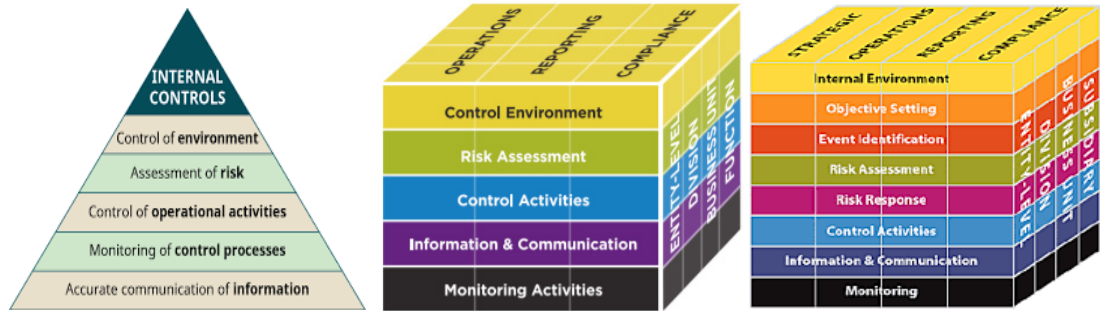 INTERNAL
CONTROLS
Control of environment
Assessment of risk
Control of operational activities
Monitoring of control processes
Accurate communication of information
OPERATIONS
REPORTING
COMPLIANCE
Control Environment
Risk Assessment
Control Activities
Information & Communication
Monitoring Activities
ENTITY-LEVEL
DIVISION
BUSINESS UNIT
FUNCTION
STRATEGIC
OPERATIONS
REPORTING
COMPLIANCE
Internal Environment
Objective Setting
Event Identification
Risk Assessment
Risk Response
Control Activities
Information & Communication
Monitoring
ENTITY-LEVEL
DIVISION
BUSINESS UNIT
SUBSIDIARY